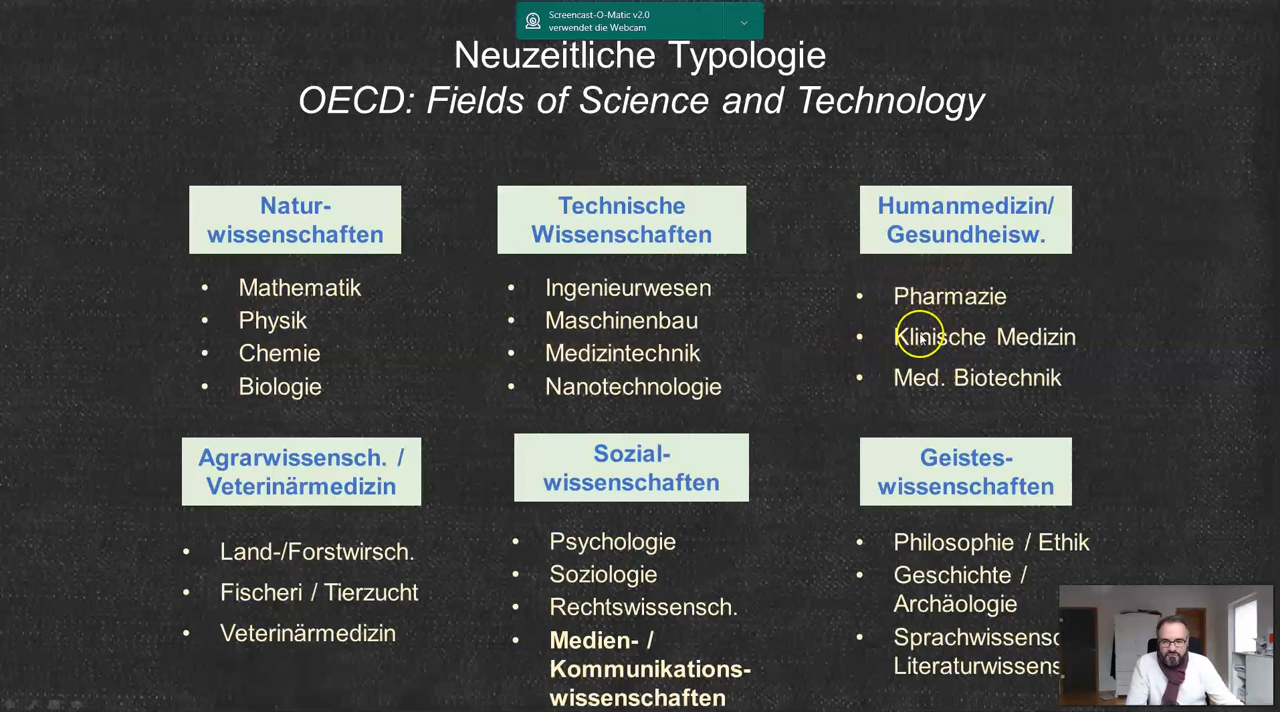 Screencast-O-Matic v2.0
verwendet die Webcam
Neuzeitliche Typologie
OECD: Fields of Science and Technology
Natur-
wissenschaften
• Mathematik
• Physik
• Chemie
• Biologie
Technische
Wissenschaften
• Ingenieurwesen
• Maschinenbau
• Medizintechnik
• Nanotechnologie
Humanmedizin/
Gesundheisw.
• Pharmazie
• Klinische Medizin
• Med. Biotechnik
Agrarwissensch. /
Veterinärmedizin
• Land-/Forstwirsch.
• Fischeri / Tierzucht
• Veterinärmedizin
Sozial-
wissenschaften
• Psychologie
• Soziologie
• Rechtswissensch.
• Medien- /
Kommunikations-
wissenschaften
Geistes-
wissenschaften
• Philosophie / Ethik
• Geschichte /
Archäologie
• Sprachwissensc
Literaturwissens